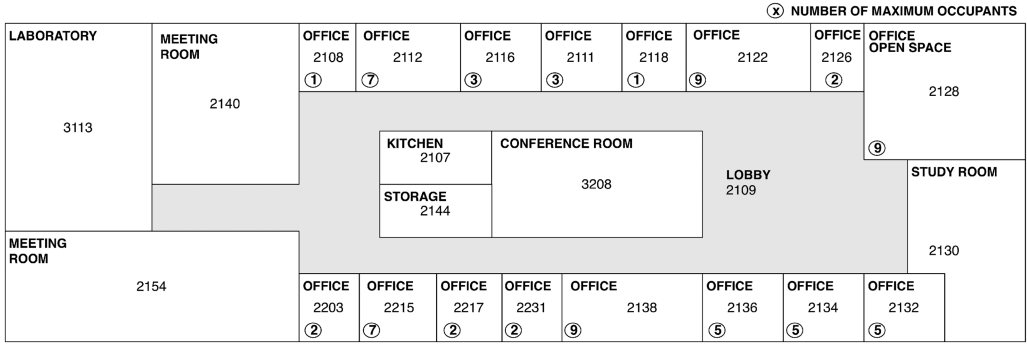 ⓧ NUMBER OF MAXIMUM OCCUPANTS
LABORATORY
3113
MEETING
ROOM
2140
OFFICE
2108
①
OFFICE
2112
⑦
OFFICE
2116
③
OFFICE
2111
③
OFFICE
2118
①
OFFICE
2122
⑨
OFFICE
2126
②
OFFICE
OPEN SPACE
2128
⑨
KITCHEN
2107
CONFERENCE ROOM
3208
STORAGE
2144
LOBBY
2109
STUDY ROOM
2130
MEETING
ROOM
2154
OFFICE
2203
②
OFFICE
2215
⑦
OFFICE
2217
②
OFFICE
2231
②
OFFICE
2138
⑨
OFFICE
2136
⑤
OFFICE
2134
⑤
OFFICE
2132
⑤